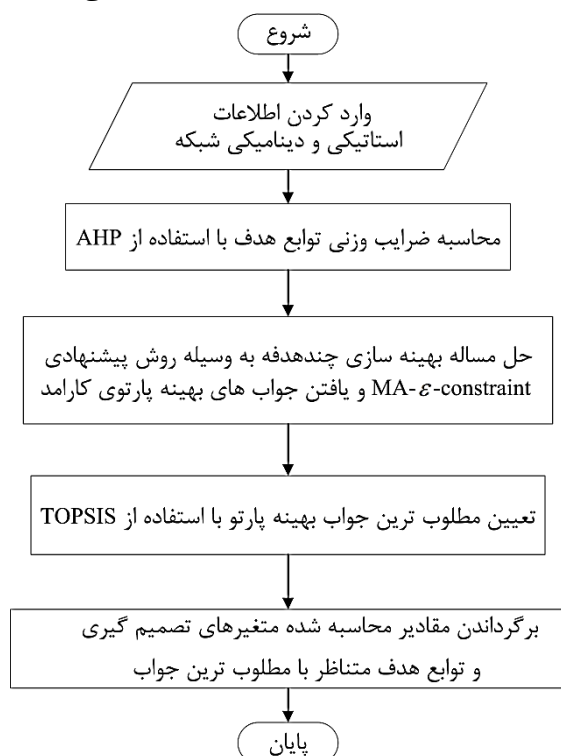 شروع
وارد کردن اطلاعات
استاتیکی و دینامیکی شبکه
محاسبه ضرایب وزنی توابع هدف با استفاده از AHP
حل مساله بهینه سازی چندهدفه به وسیله روش پیشنهادی
MA-ε-constraint و یافتن جواب های بهینه پارتوی کارامد
تعیین مطلوب ترین جواب بهینه پارتو با استفاده از TOPSIS
برگرداندن مقادیر محاسبه شده متغیرهای تصمیم گیری
و توابع هدف متناظر با مطلوب ترین جواب
پایان